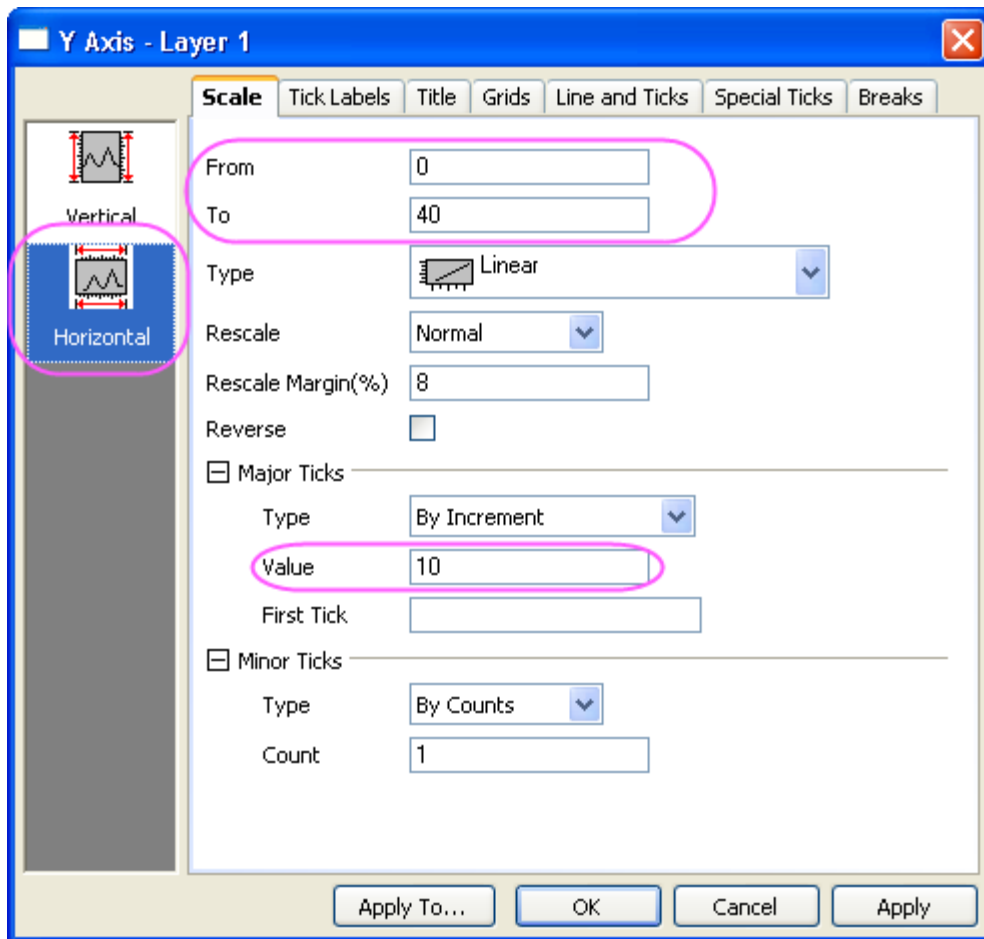 Y Axis - Layer 1
Scale Tick Labels Title Grids Line and Ticks Special Ticks Breaks
Vertical
Horizontal
From 0
To 40
Type Linear
Rescale Normal
Rescale Margin(%) 8
Reverse
Major Ticks
Type By Increment
Value 10
First Tick
Minor Ticks
Type By Counts
Count 1
Apply To... OK Cancel Apply